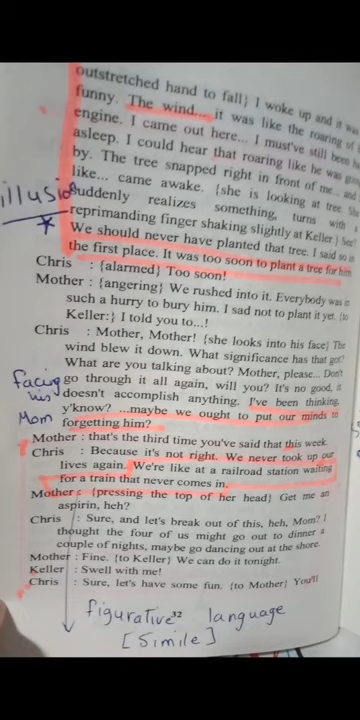 outstretched hand to fall} I woke up and it
funny. The wind... it was like the roaring of
engine. I came out here... I must've still been
asleep. I could hear that roaring like he was going
by. The tree snapped right in front of me... and
like... came awake. {she is looking at tree. She
illusion
suddenly realizes something, turns with a
reprimanding finger shaking slightly at Keller.} See?
We should never have planted that tree. I said so in
the first place. It was too soon to plant a tree for him.
Chris : {alarmed} Too soon!
Mother : {angering} We rushed into it. Everybody was in
such a hurry to bury him. I sad not to plant it yet. {to
Keller:} I told you to...!
Chris : Mother, Mother! {she looks into his face} The
wind blew it down. What significance has that got?
What are you talking about? Mother, please... Don't
facing his Mom
go through it all again, will you? It's no good, it
doesn't accomplish anything. I've been thinking,
y'know? ...maybe we ought to put our minds to
forgetting him?
Mother : that's the third time you've said that this week.
Chris : Because it's not right. We never took up our
lives again. We're like at a railroad station waiting
for a train that never comes in.
Mother : {pressing the top of her head} Get me an
aspirin, heh?
Chris : Sure, and let's break out of this, heh, Mom? I
thought the four of us might go out to dinner a
couple of nights, maybe go dancing out at the shore.
Mother : Fine. {to Keller} We can do it tonight.
Keller : Swell with me!
Chris : Sure, let's have some fun. {to Mother} You'll
32
figurative language
[Simile]